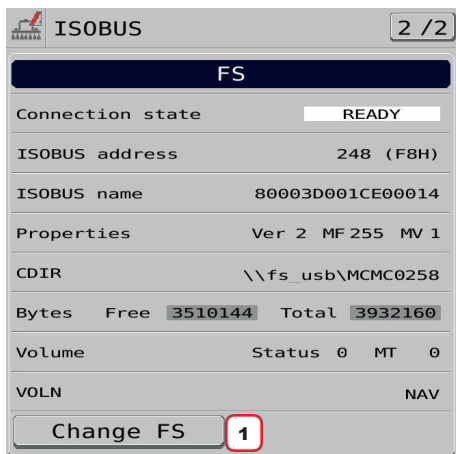 ISOBUS 2/2
FS
Connection state READY
ISOBUS address 248 (F8H)
ISOBUS name 80003D001CE00014
Properties Ver 2 MF 255 MV 1
CDIR \\fs_usb\MCMC0258
Bytes Free 3510144 Total 3932160
Volume Status 0 MT 0
VOLN NAV
Change FS 1